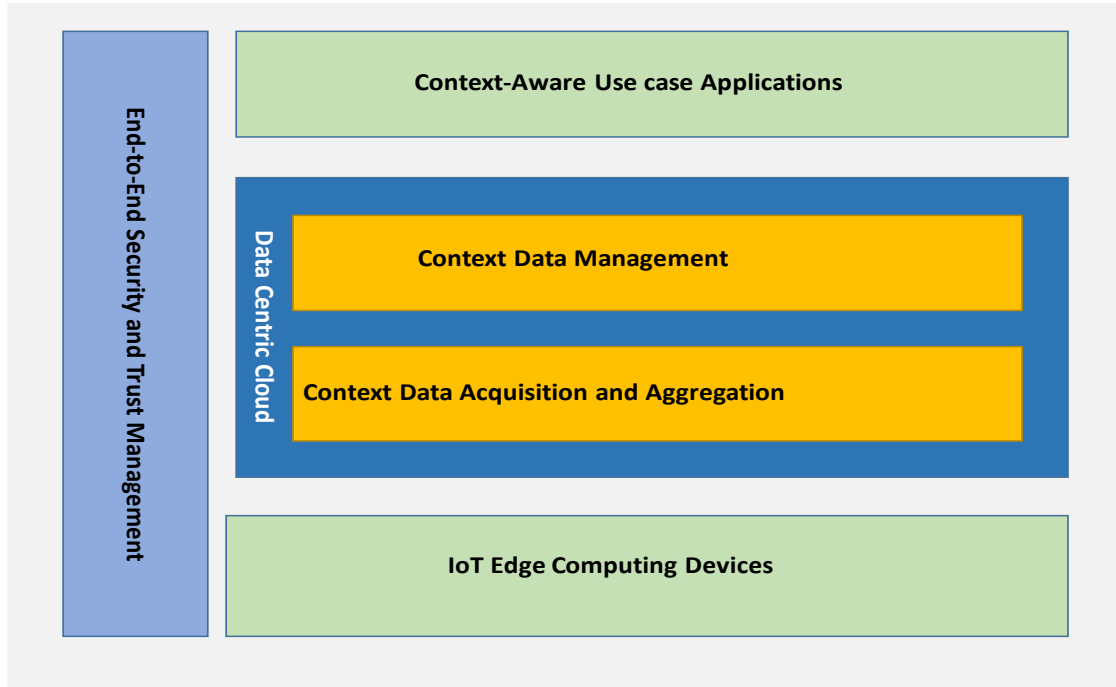 End-to-End Security and Trust Management
Context-Aware Use case Applications
Data Centric Cloud
Context Data Management
Context Data Acquisition and Aggregation
IoT Edge Computing Devices